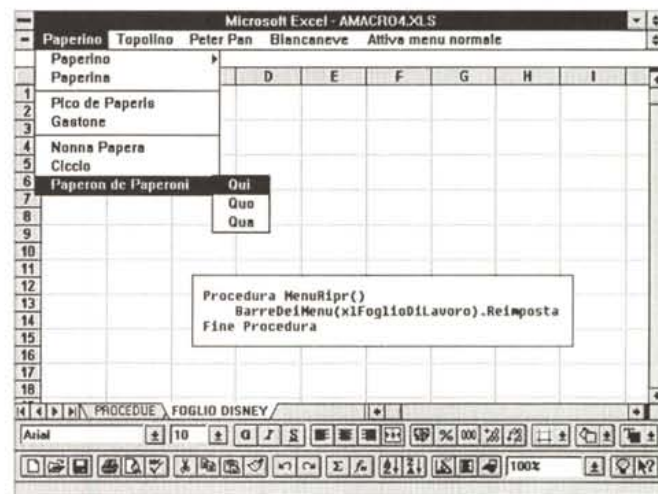 Microsoft Excel - AMACRO4.XLS
Paperino Topolino Peter Pan Biancaneve Attiva menu normale
Paperino
Paperina
D E F G H I
1
Pico de Paperis
2
Gastone
3
4 Nonna Papera
5 Ciccio
6 Paperon de Paperoni Qui
7 Quo
8 Qua
9
10
11
12
Procedura MenuRipr()
13
BarreDeiMenu(xlFoglioDiLavoro).Reimposta
14
Fine Procedura
15
16
17
18
PROCEDUE FOGLIO DISNEY
Arial 10 G I S % 000
Σ fx 100%